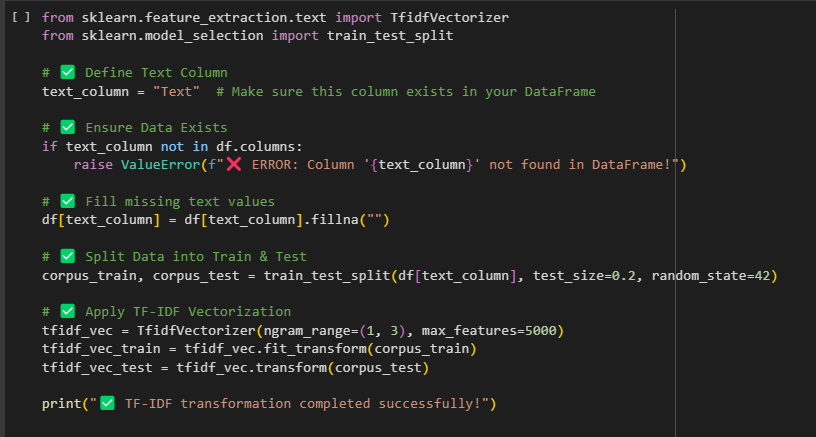 [ ] from sklearn.feature_extraction.text import TfidfVectorizer
from sklearn.model_selection import train_test_split
# ✅ Define Text Column
text_column = "Text"  # Make sure this column exists in your DataFrame
# ✅ Ensure Data Exists
if text_column not in df.columns:
    raise ValueError(f"❌ ERROR: Column '{text_column}' not found in DataFrame!")
# ✅ Fill missing text values
df[text_column] = df[text_column].fillna("")
# ✅ Split Data into Train & Test
corpus_train, corpus_test = train_test_split(df[text_column], test_size=0.2, random_state=42)
# ✅ Apply TF-IDF Vectorization
tfidf_vec = TfidfVectorizer(ngram_range=(1, 3), max_features=5000)
tfidf_vec_train = tfidf_vec.fit_transform(corpus_train)
tfidf_vec_test = tfidf_vec.transform(corpus_test)
print("✅ TF-IDF transformation completed successfully!")